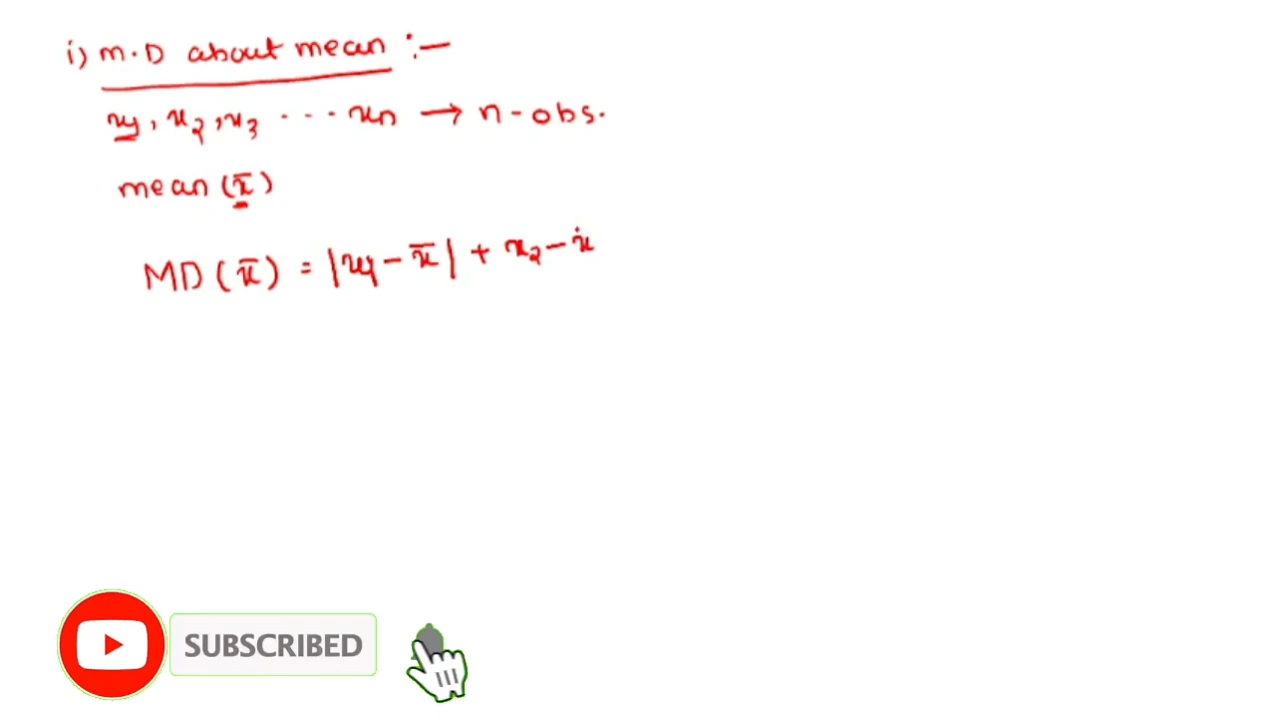 i) M.D about mean :-
x₁, x₂, x₃ ... xn → n-obs.
mean (x̄)
MD (x̄) = |x₁ - x̄| + x₂ - ẋ
SUBSCRIBED